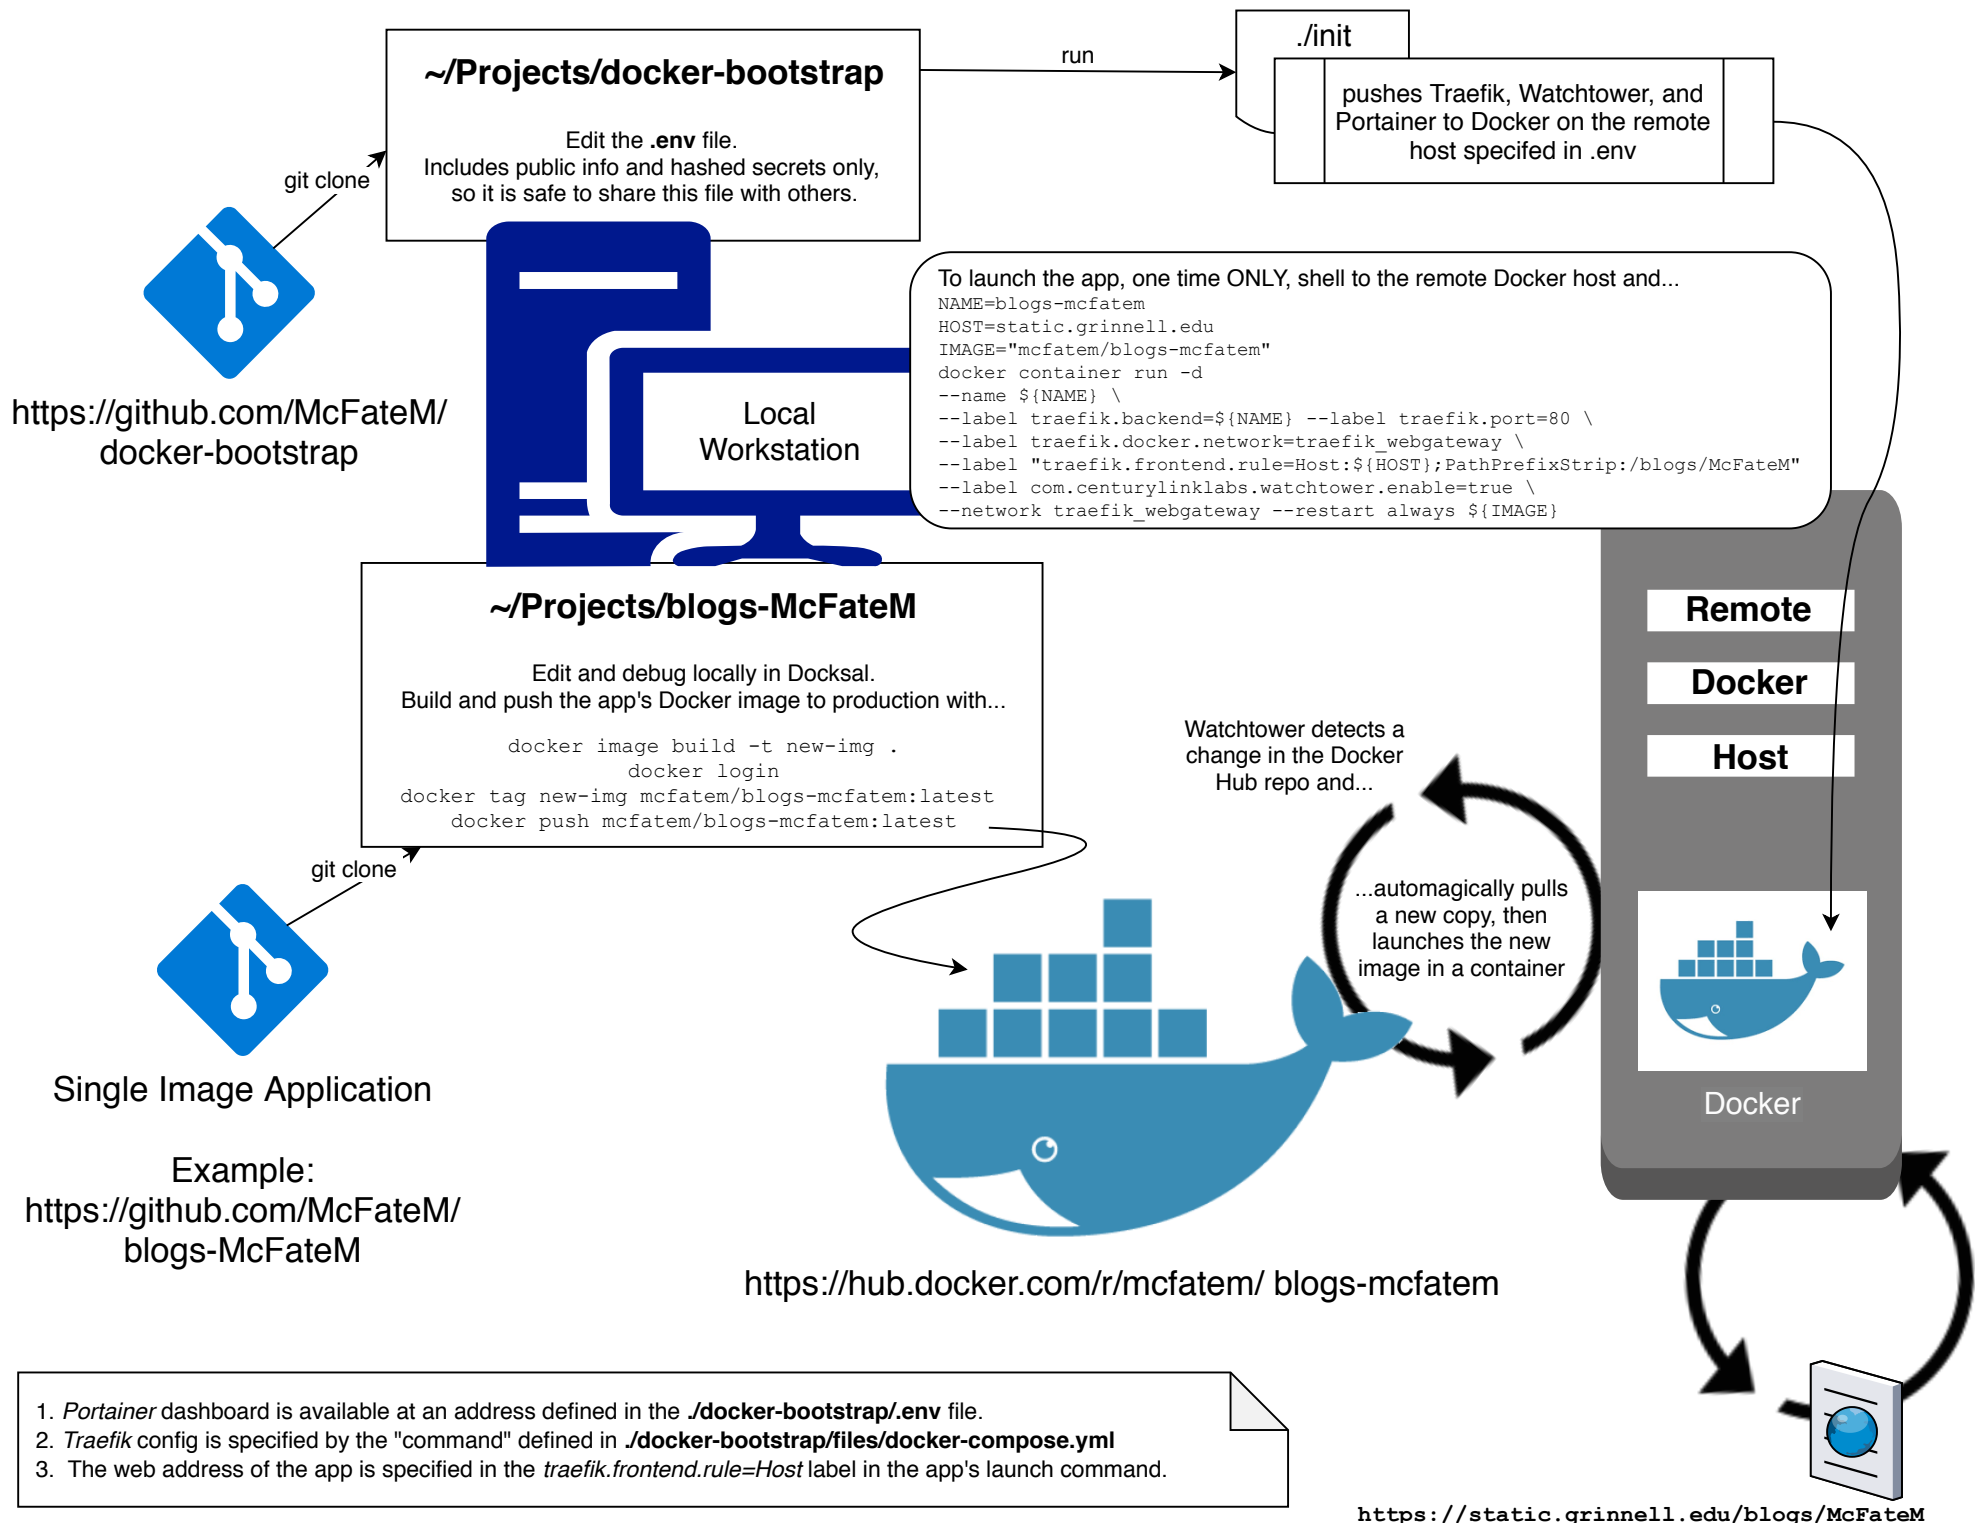 ~/Projects/docker-bootstrap
Edit the .env file.
Includes public info and hashed secrets only,
so it is safe to share this file with others.
run
./init
pushes Traefik, Watchtower, and
Portainer to Docker on the remote
host specifed in .env
git clone
https://github.com/McFateM/
docker-bootstrap
Local
Workstation
To launch the app, one time ONLY, shell to the remote Docker host and...
NAME=blogs-mcfatem
HOST=static.grinnell.edu
IMAGE="mcfatem/blogs-mcfatem"
docker container run -d
--name ${NAME} \
--label traefik.backend=${NAME} --label traefik.port=80 \
--label traefik.docker.network=traefik_webgateway \
--label "traefik.frontend.rule=Host:${HOST};PathPrefixStrip:/blogs/McFateM"
--label com.centurylinklabs.watchtower.enable=true \
--network traefik_webgateway --restart always ${IMAGE}
~/Projects/blogs-McFateM
Edit and debug locally in Docksal.
Build and push the app's Docker image to production with...
docker image build -t new-img .
docker login
docker tag new-img mcfatem/blogs-mcfatem:latest
docker push mcfatem/blogs-mcfatem:latest
git clone
Single Image Application
Example:
https://github.com/McFateM/
blogs-McFateM
Watchtower detects a
change in the Docker
Hub repo and...
...automagically pulls
a new copy, then
launches the new
image in a container
Remote
Docker
Host
Docker
https://hub.docker.com/r/mcfatem/ blogs-mcfatem
1. Portainer dashboard is available at an address defined in the ./docker-bootstrap/.env file.
2. Traefik config is specified by the "command" defined in ./docker-bootstrap/files/docker-compose.yml
3. The web address of the app is specified in the traefik.frontend.rule=Host label in the app's launch command.
https://static.grinnell.edu/blogs/McFateM